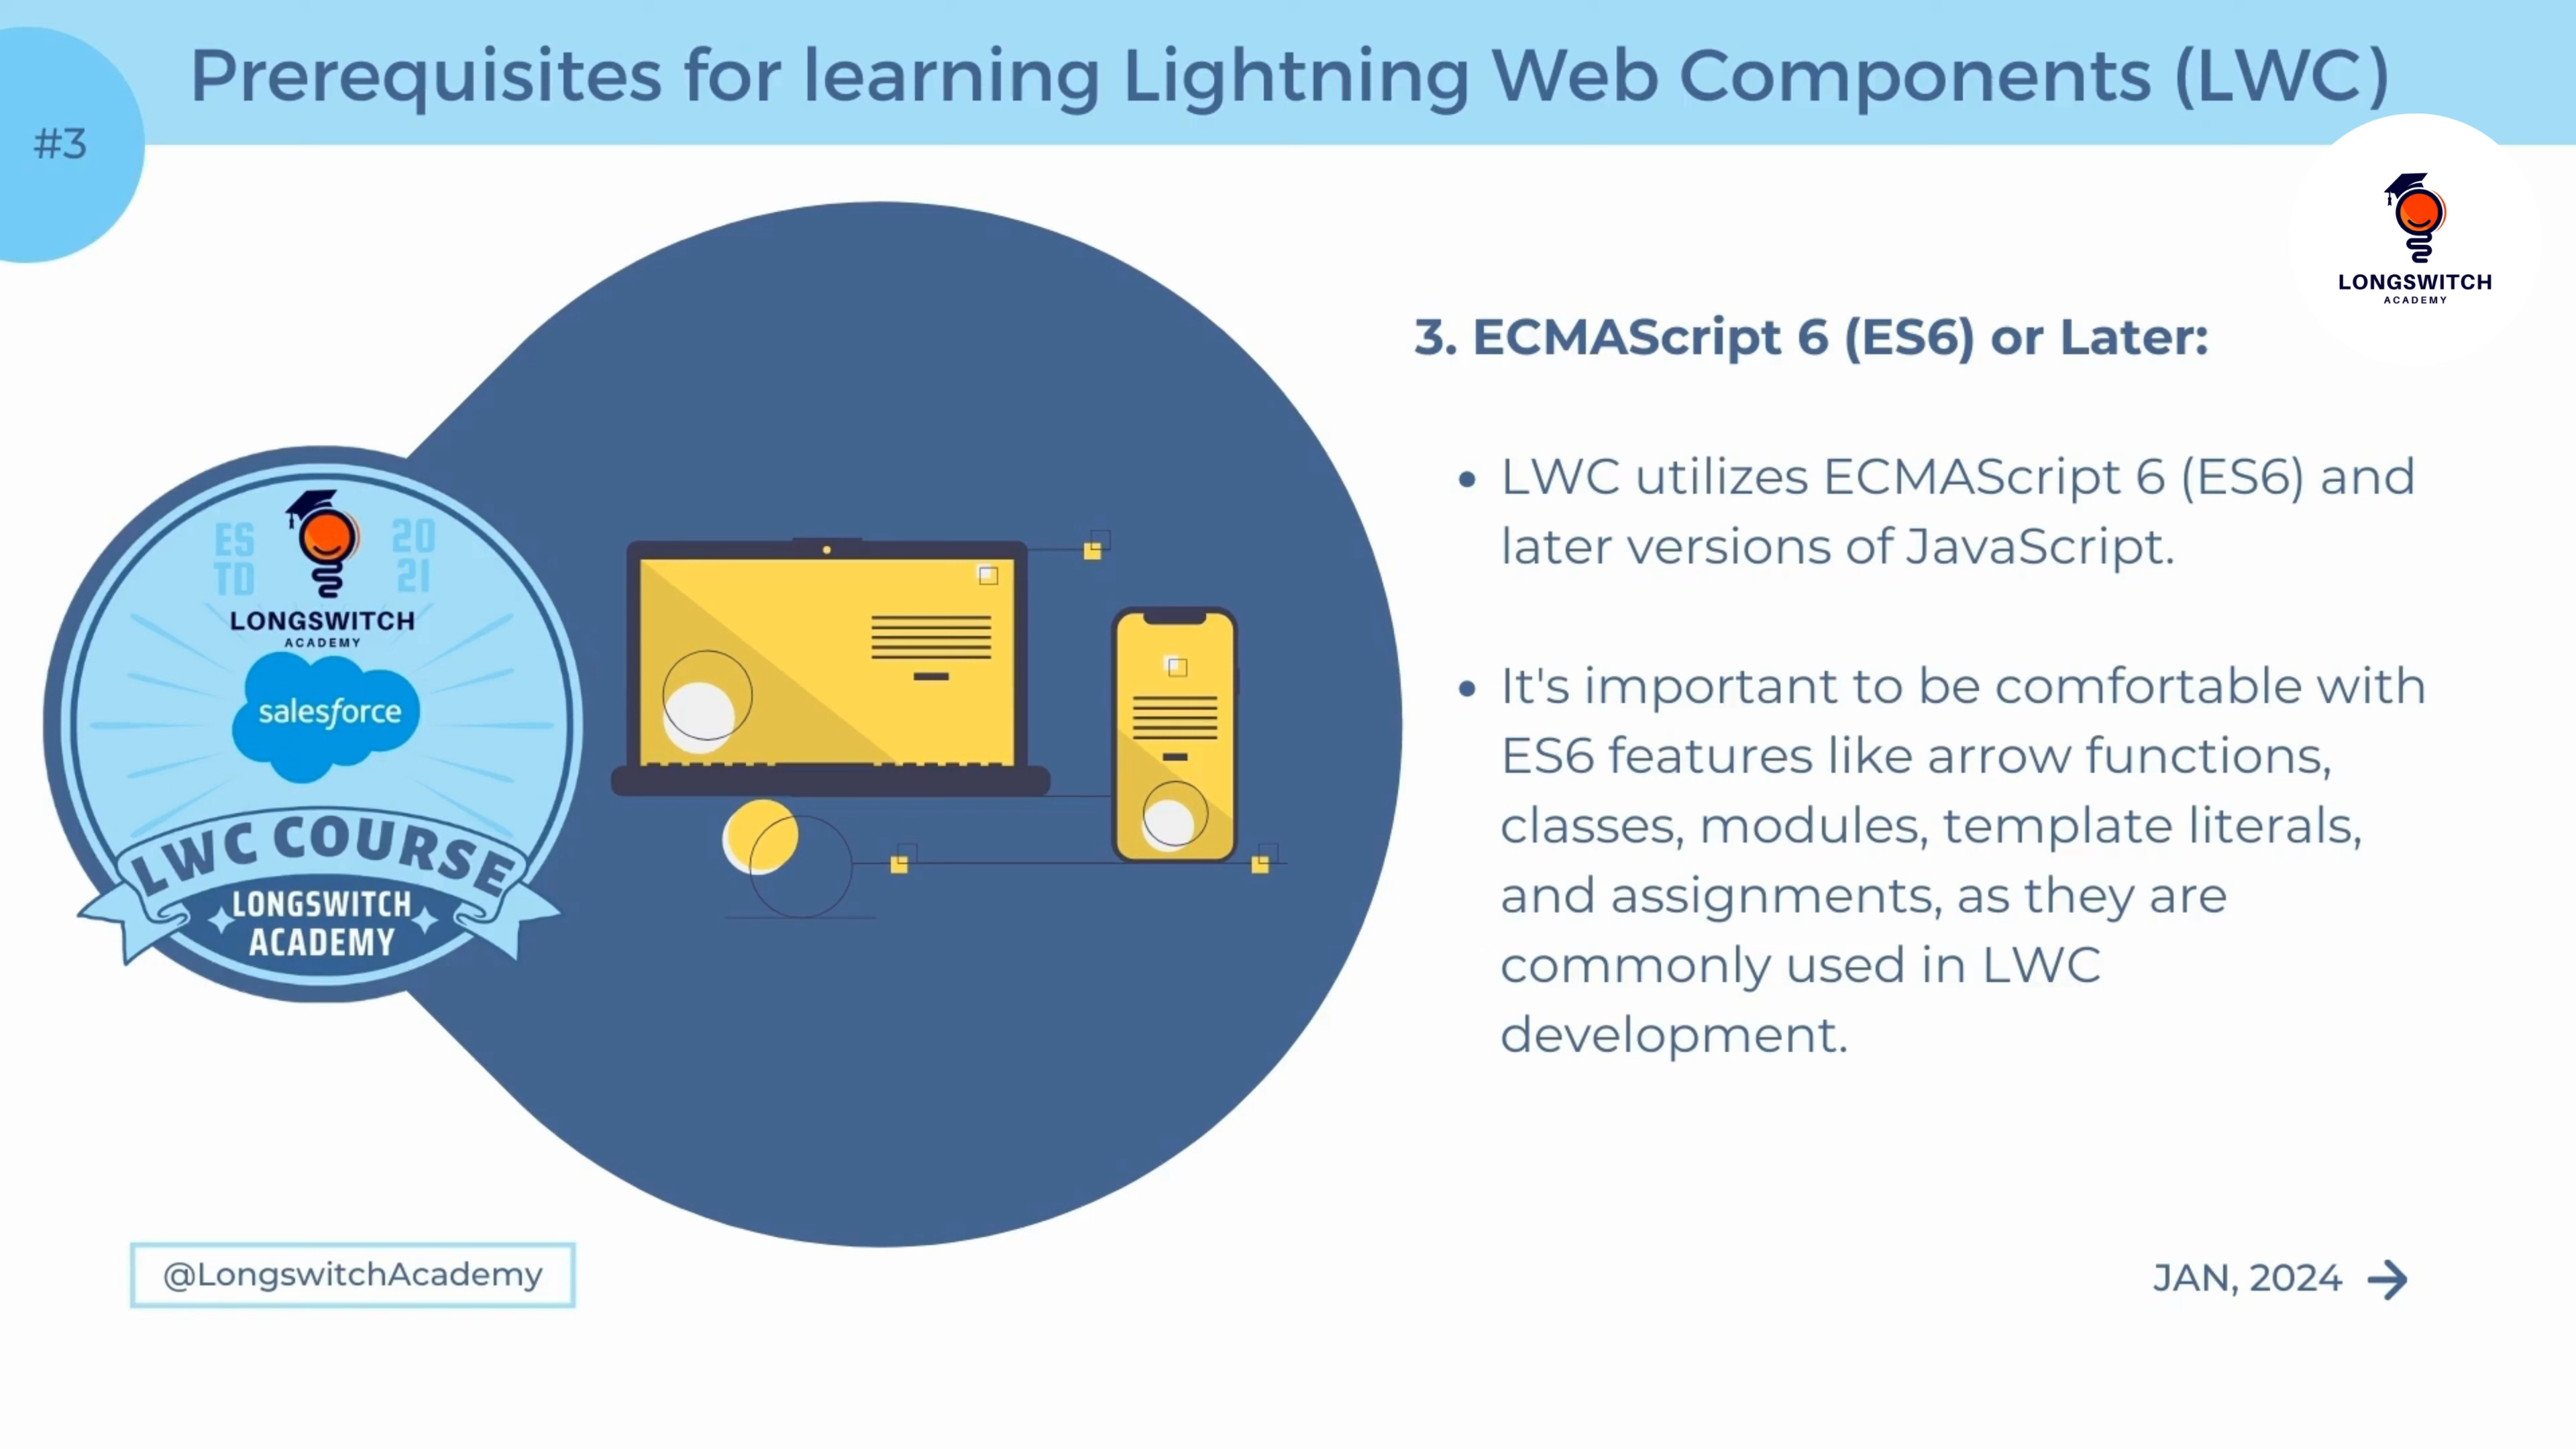 Prerequisites for learning Lightning Web Components (LWC)
#3
LONGSWITCH
ACADEMY
3. ECMAScript 6 (ES6) or Later:
• LWC utilizes ECMAScript 6 (ES6) and
later versions of JavaScript.
• It's important to be comfortable with
ES6 features like arrow functions,
classes, modules, template literals,
and assignments, as they are
commonly used in LWC
development.
ES
TD
20
21
LONGSWITCH
ACADEMY
salesforce
LWC COURSE
LONGSWITCH
ACADEMY
@LongswitchAcademy
JAN, 2024